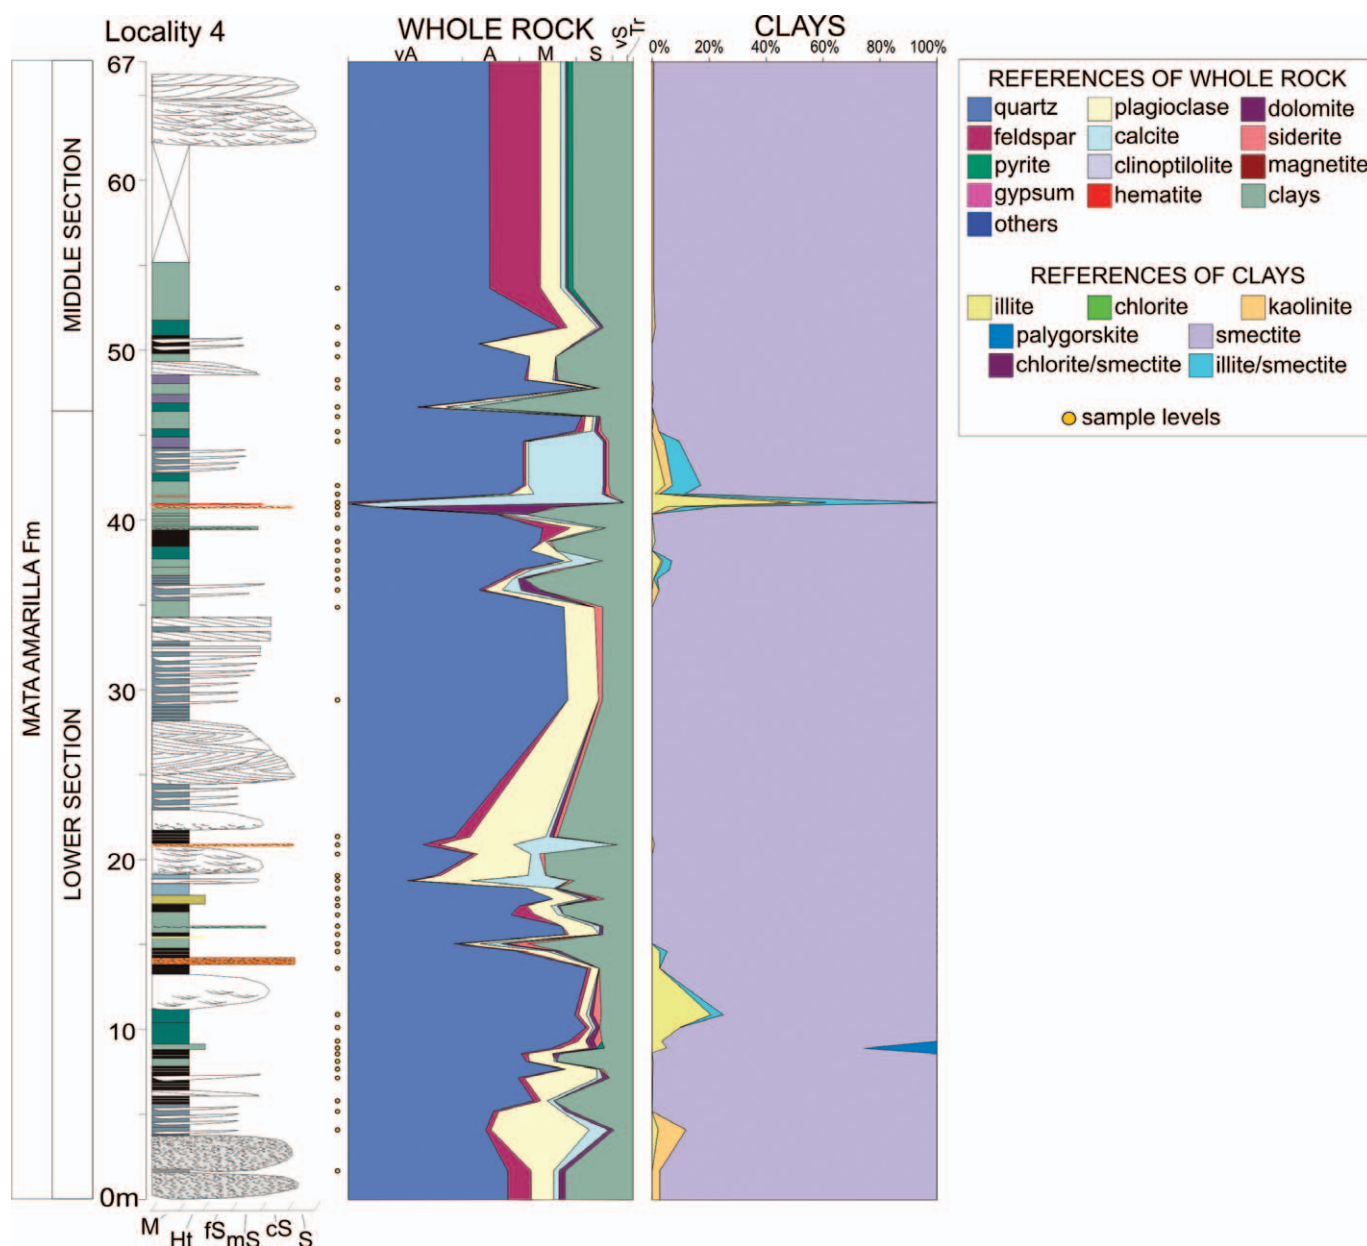 Locality 4
WHOLE ROCK
CLAYS
vA A M S vS Tr
0% 20% 40% 60% 80% 100%
67
60
50
40
30
20
10
0m
MATA AMARILLA Fm
MIDDLE SECTION
LOWER SECTION
M Ht fS mS cS S
REFERENCES OF WHOLE ROCK
quartz plagioclase dolomite
feldspar calcite siderite
pyrite clinoptilolite magnetite
gypsum hematite clays
others
REFERENCES OF CLAYS
illite chlorite kaolinite
palygorskite smectite
chlorite/smectite illite/smectite
sample levels